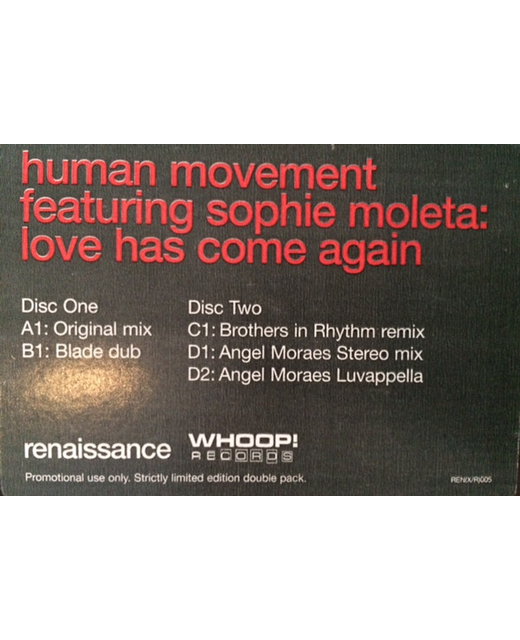 human movement
featuring sophie moleta:
love has come again
Disc One
A1: Original mix
B1: Blade dub
Disc Two
C1: Brothers in Rhythm remix
D1: Angel Moraes Stereo mix
D2: Angel Moraes Luvappella
renaissance
WHOOP!
RECORDS
Promotional use only. Strictly limited edition double pack.